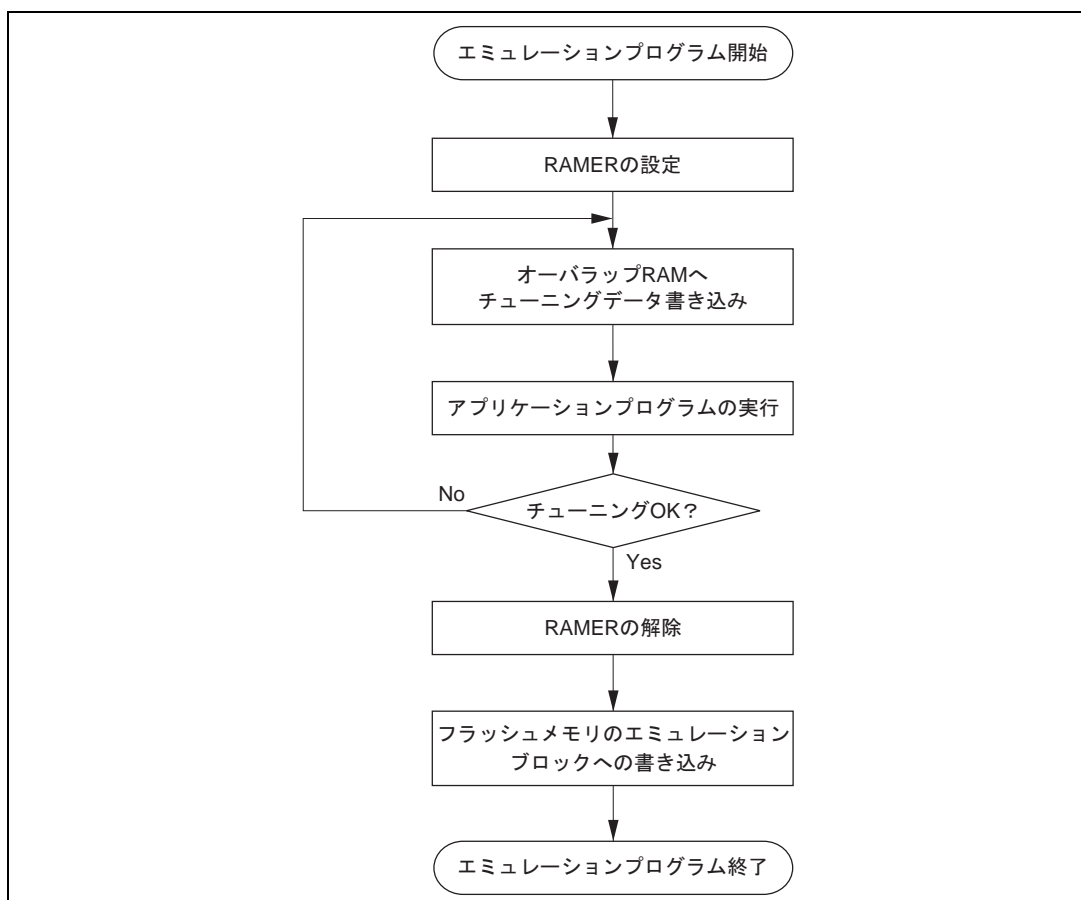 エミュレーションプログラム開始
RAMERの設定
オーバラップRAMへ
チューニングデータ書き込み
アプリケーションプログラムの実行
No
チューニングOK？
Yes
RAMERの解除
フラッシュメモリのエミュレーション
ブロックへの書き込み
エミュレーションプログラム終了